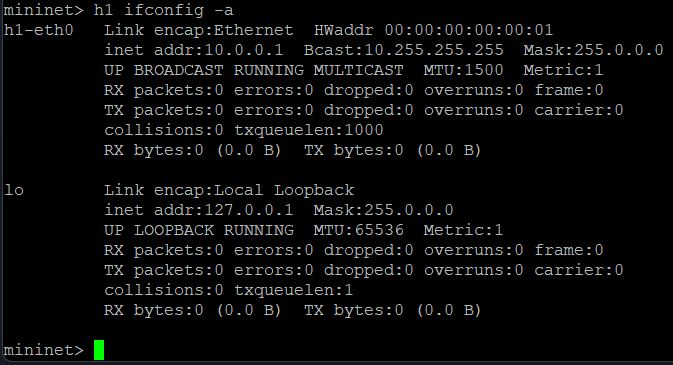 mininet> h1 ifconfig -a
h1-eth0   Link encap:Ethernet  HWaddr 00:00:00:00:00:01
          inet addr:10.0.0.1  Bcast:10.255.255.255  Mask:255.0.0.0
          UP BROADCAST RUNNING MULTICAST  MTU:1500  Metric:1
          RX packets:0 errors:0 dropped:0 overruns:0 frame:0
          TX packets:0 errors:0 dropped:0 overruns:0 carrier:0
          collisions:0 txqueuelen:1000
          RX bytes:0 (0.0 B)  TX bytes:0 (0.0 B)

lo        Link encap:Local Loopback
          inet addr:127.0.0.1  Mask:255.0.0.0
          UP LOOPBACK RUNNING  MTU:65536  Metric:1
          RX packets:0 errors:0 dropped:0 overruns:0 frame:0
          TX packets:0 errors:0 dropped:0 overruns:0 carrier:0
          collisions:0 txqueuelen:1
          RX bytes:0 (0.0 B)  TX bytes:0 (0.0 B)

mininet>